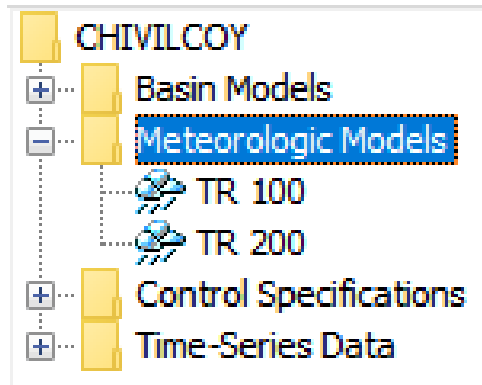 CHIVILCOY
Basin Models
Meteorologic Models
TR 100
TR 200
Control Specifications
Time-Series Data